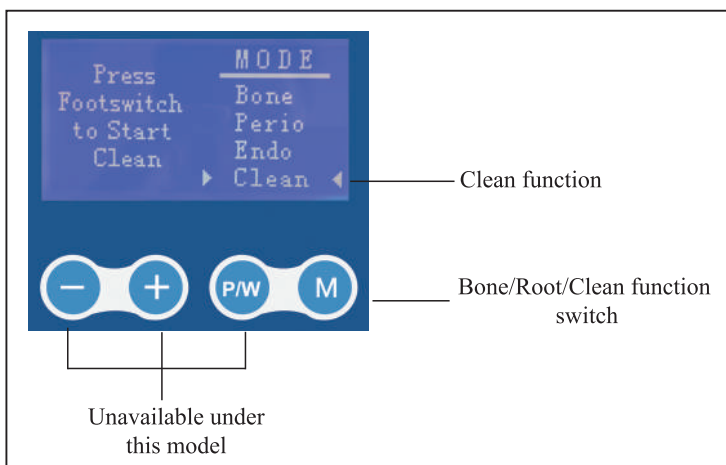 Press
Footswitch
to Start
Clean
MODE
Bone
Perio
Endo
Clean
Clean function
−
+
P/W
M
Bone/Root/Clean function
switch
Unavailable under
this model